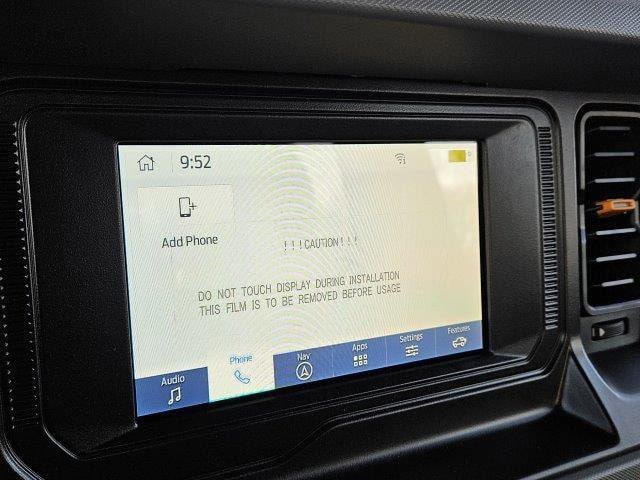 9:52
Add Phone
!!!CAUTION!!!
DO NOT TOUCH DISPLAY DURING INSTALLATION
THIS FILM IS TO BE REMOVED BEFORE USAGE
Audio Phone Nav Apps Settings Features